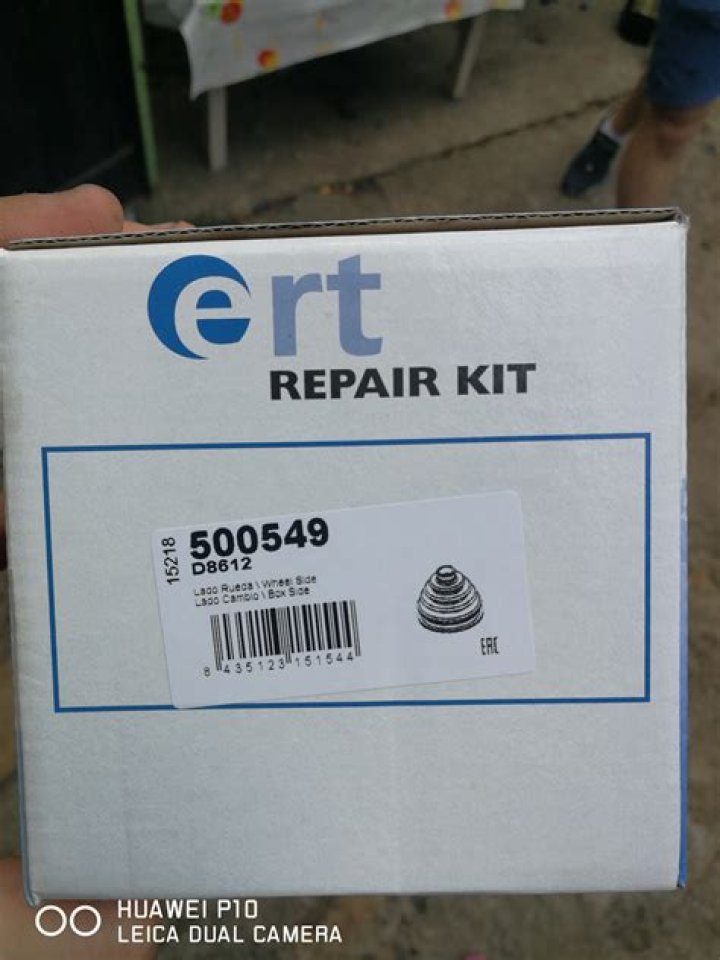 ert
REPAIR KIT
15218
500549
D8612
Lado Rueda \ Wheel Side
Lado Cambio \ Box Side
8 435123 151544
EAC
HUAWEI P10
LEICA DUAL CAMERA